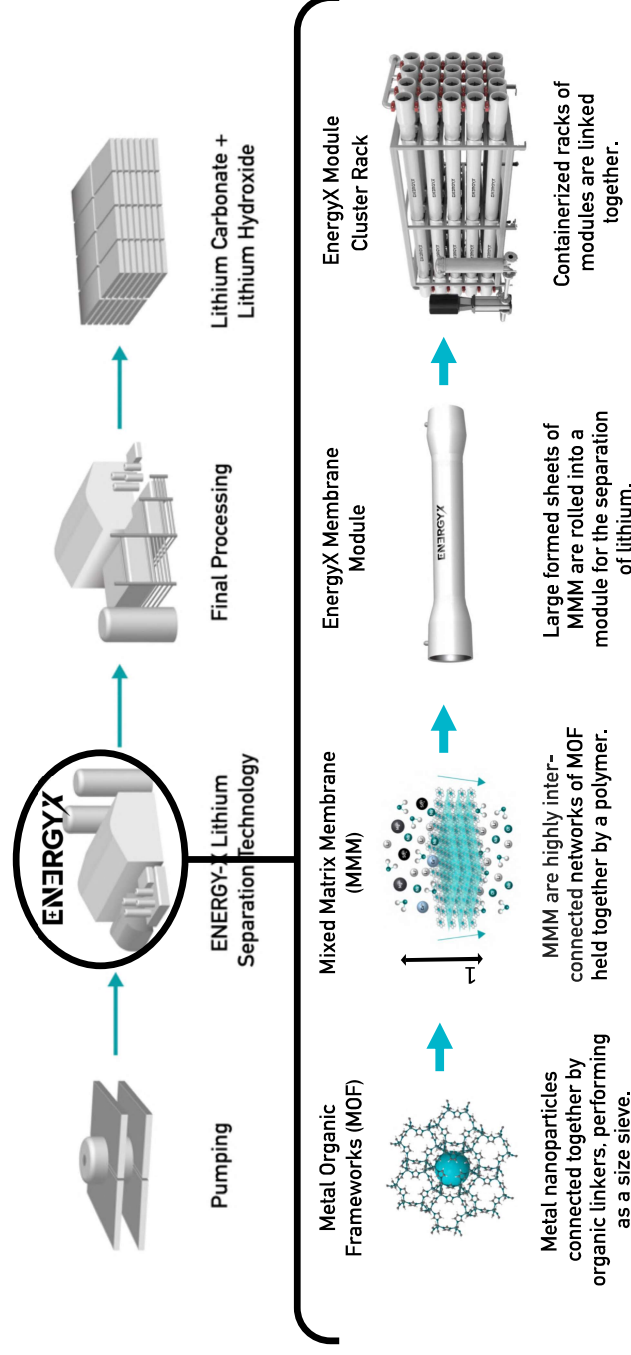 ENERGYX
Pumping
ENERGY-X Lithium
Separation Technology
Final Processing
Lithium Carbonate +
Lithium Hydroxide
Metal Organic
Frameworks (MOF)
Metal nanoparticles
connected together by
organic linkers, performing
as a size sieve.
Mixed Matrix Membrane
(MMM)
1
MMM are highly inter-
connected networks of MOF
held together by a polymer.
EnergyX Membrane
Module
ENERGYX
Large formed sheets of
MMM are rolled into a
module for the separation
of lithium.
EnergyX Module
Cluster Rack
Containerized racks of
modules are linked
together.